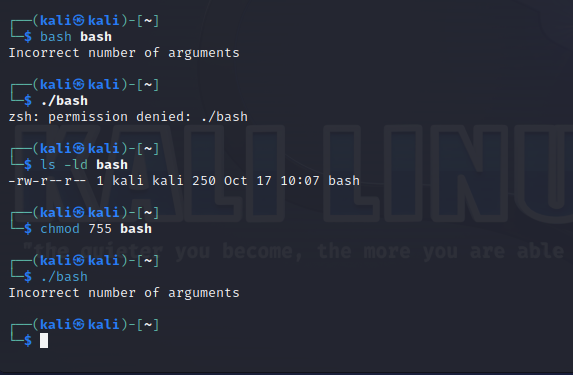 ┌──(kali㉿kali)-[~]
└─$ bash bash
Incorrect number of arguments
┌──(kali㉿kali)-[~]
└─$ ./bash
zsh: permission denied: ./bash
┌──(kali㉿kali)-[~]
└─$ ls -ld bash
-rw-r--r-- 1 kali kali 250 Oct 17 10:07 bash
┌──(kali㉿kali)-[~]
└─$ chmod 755 bash
┌──(kali㉿kali)-[~]
└─$ ./bash
Incorrect number of arguments
┌──(kali㉿kali)-[~]
└─$
KALI LINU
"the quieter you become, the more you are able